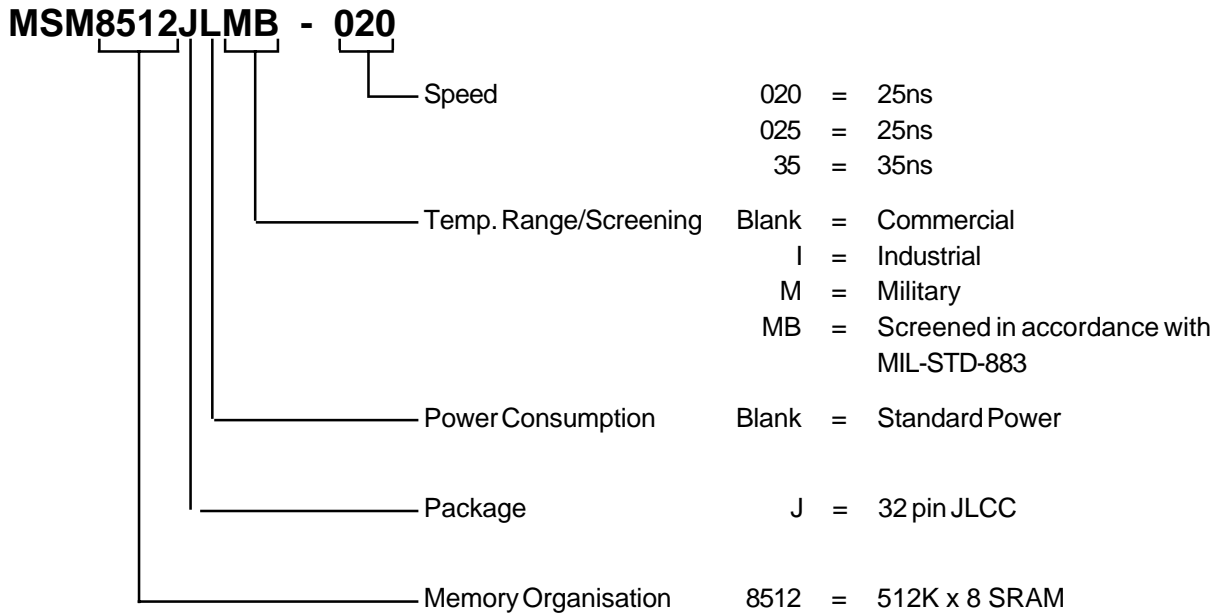 MSM8512JLMB - 020
Speed 020 = 25ns
025 = 25ns
35 = 35ns
Temp. Range/Screening Blank = Commercial
I = Industrial
M = Military
MB = Screened in accordance with
MIL-STD-883
Power Consumption Blank = Standard Power
Package J = 32 pin JLCC
Memory Organisation 8512 = 512K x 8 SRAM